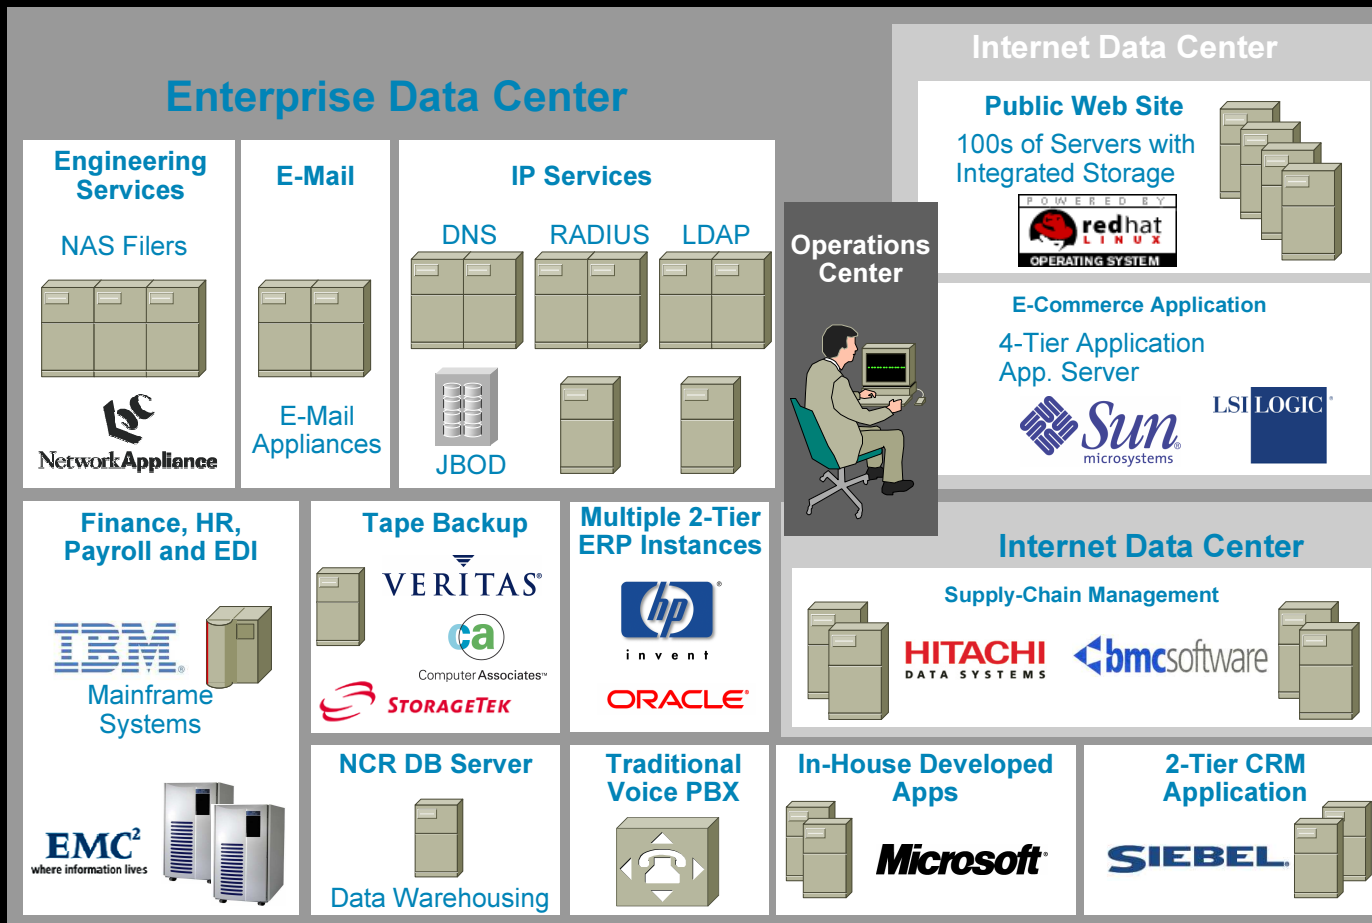 Enterprise Data Center
Internet Data Center
Public Web Site
100s of Servers with
Integrated Storage
POWERED BY
redhat
LINUX
OPERATING SYSTEM
Engineering
Services
NAS Filers
NetworkAppliance
E-Mail
E-Mail
Appliances
IP Services
DNS
RADIUS
LDAP
JBOD
Operations
Center
E-Commerce Application
4-Tier Application
App. Server
Sun
microsystems
LSI LOGIC
Finance, HR,
Payroll and EDI
IBM
Mainframe
Systems
EMC²
where information lives
Tape Backup
VERITAS
ca
Computer Associates™
STORAGETEK
Multiple 2-Tier
ERP Instances
hp
invent
ORACLE
Internet Data Center
Supply-Chain Management
HITACHI
DATA SYSTEMS
bmcsoftware
NCR DB Server
Data Warehousing
Traditional
Voice PBX
In-House Developed
Apps
Microsoft
2-Tier CRM
Application
SIEBEL